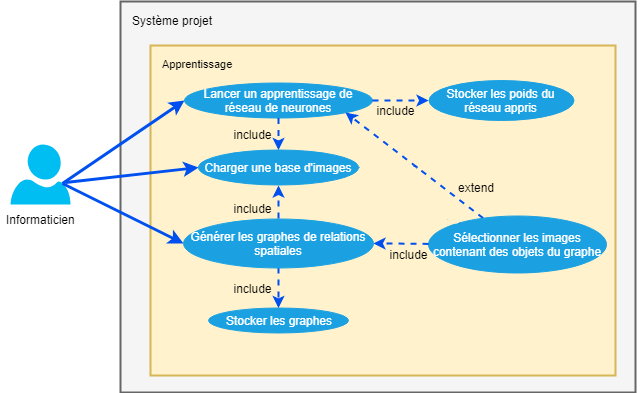 Système projet
Apprentissage
Lancer un apprentissage de
réseau de neurones
include
Stocker les poids du
réseau appris
include
Charger une base d'images
extend
Informaticien
include
Générer les graphes de relations
spatiales
include
Sélectionner les images
contenant des objets du graphe
include
Stocker les graphes